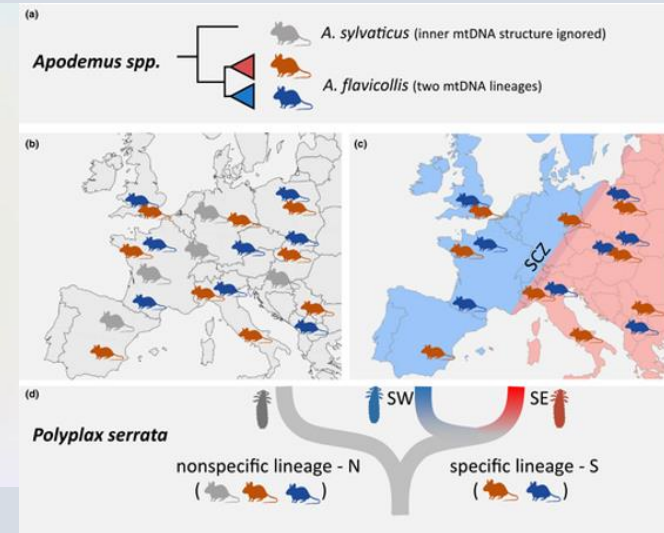 (a)
A. sylvaticus (inner mtDNA structure ignored)
Apodemus spp.
A. flavicollis (two mtDNA lineages)
(b)
(c)
SCZ
(d)
SW
SE
Polyplax serrata
nonspecific lineage - N
specific lineage - S